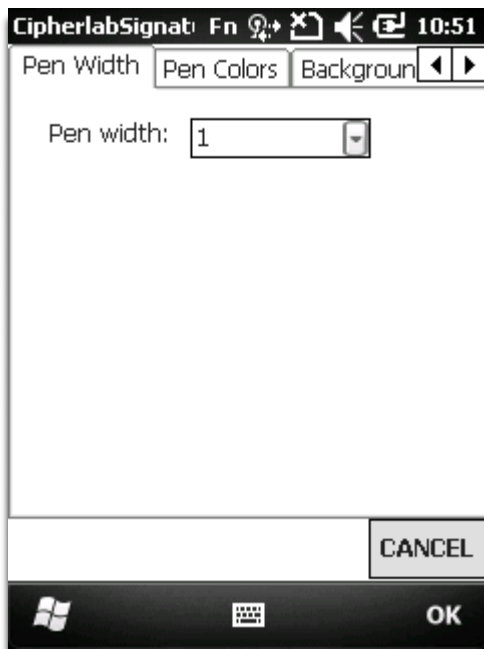 CipherlabSignat Fn 10:51
Pen Width Pen Colors Backgroun
Pen width: 1
CANCEL
OK